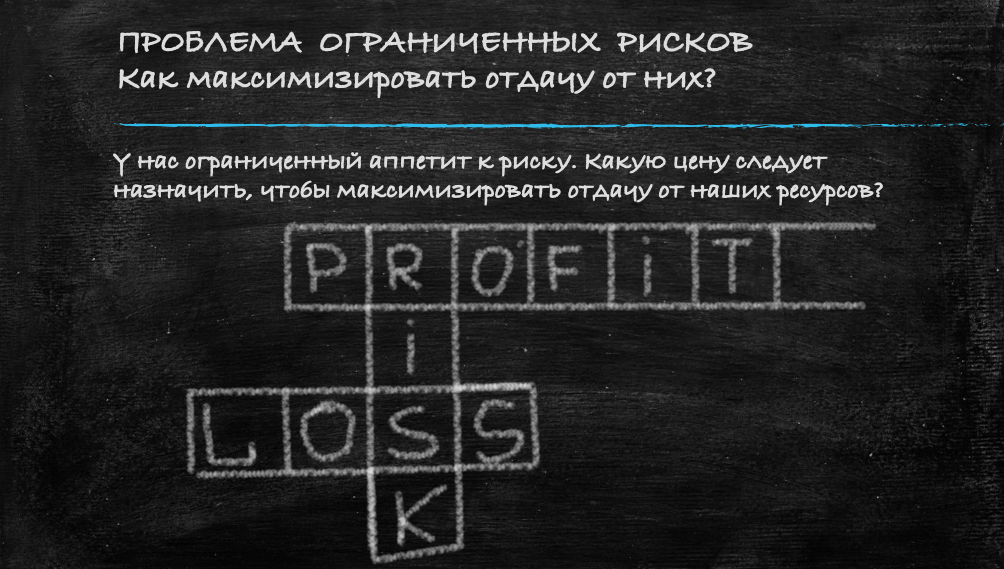 ПРОБЛЕМА ОГРАНИЧЕННЫХ РИСКОВ
Как максимизировать отдачу от них?
У нас ограниченный аппетит к риску. Какую цену следует
назначить, чтобы максимизировать отдачу от наших ресурсов?
PROFiT
RiSK
LOSS